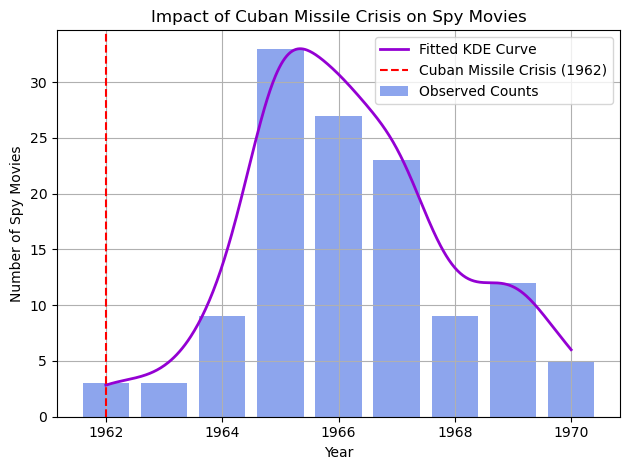 Impact of Cuban Missile Crisis on Spy Movies
Fitted KDE Curve
Cuban Missile Crisis (1962)
Observed Counts
Number of Spy Movies
30
25
20
15
10
5
0
1962 1964 1966 1968 1970
Year